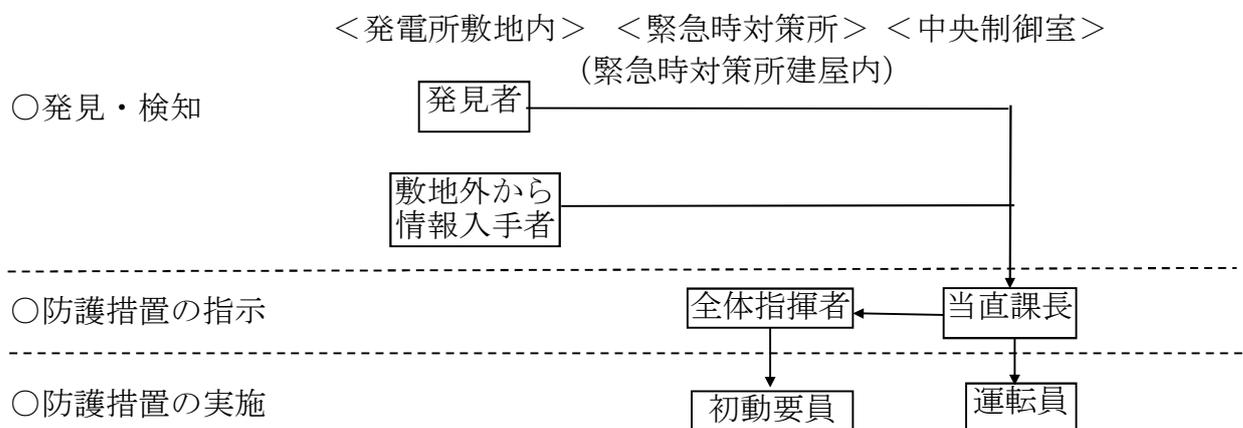 ＜発電所敷地内＞ ＜緊急時対策所＞ ＜中央制御室＞
（緊急時対策所建屋内）
○発見・検知
発見者
敷地外から
情報入手者
○防護措置の指示
全体指揮者
当直課長
○防護措置の実施
初動要員
運転員